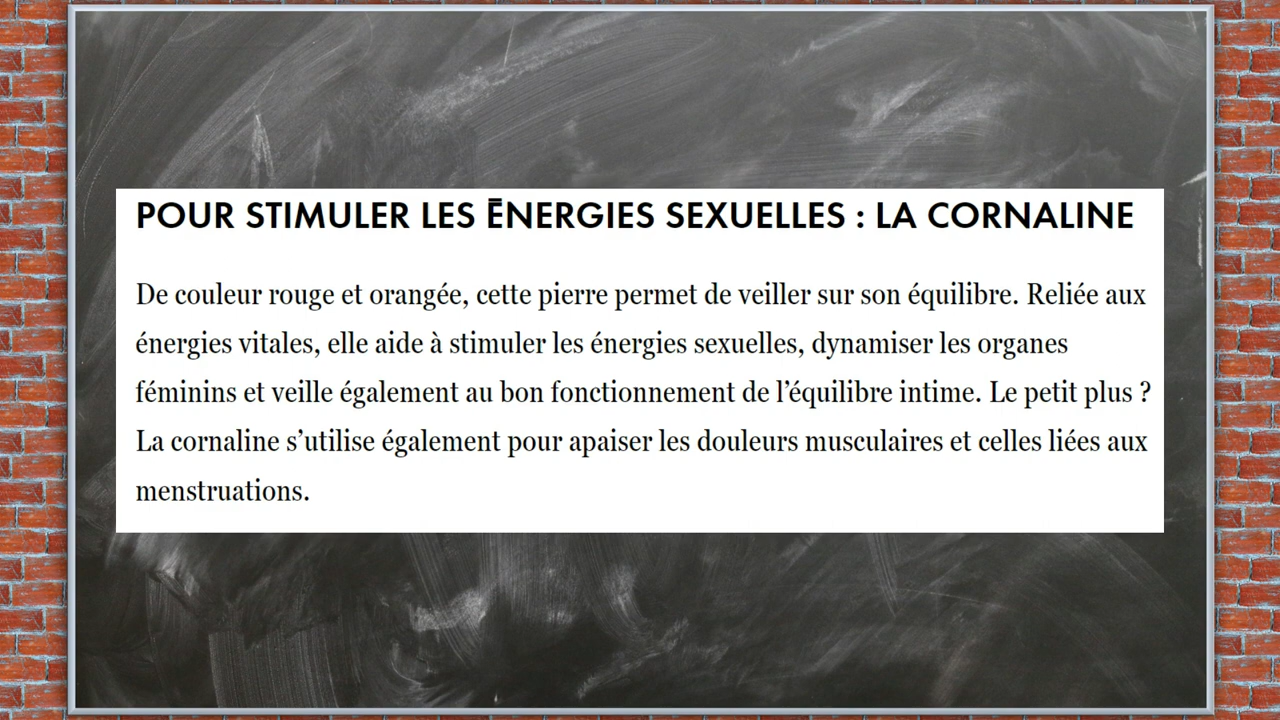 POUR STIMULER LES ĒNERGIES SEXUELLES : LA CORNALINE
De couleur rouge et orangée, cette pierre permet de veiller sur son équilibre. Reliée aux
énergies vitales, elle aide à stimuler les énergies sexuelles, dynamiser les organes
féminins et veille également au bon fonctionnement de l’équilibre intime. Le petit plus ?
La cornaline s’utilise également pour apaiser les douleurs musculaires et celles liées aux
menstruations.